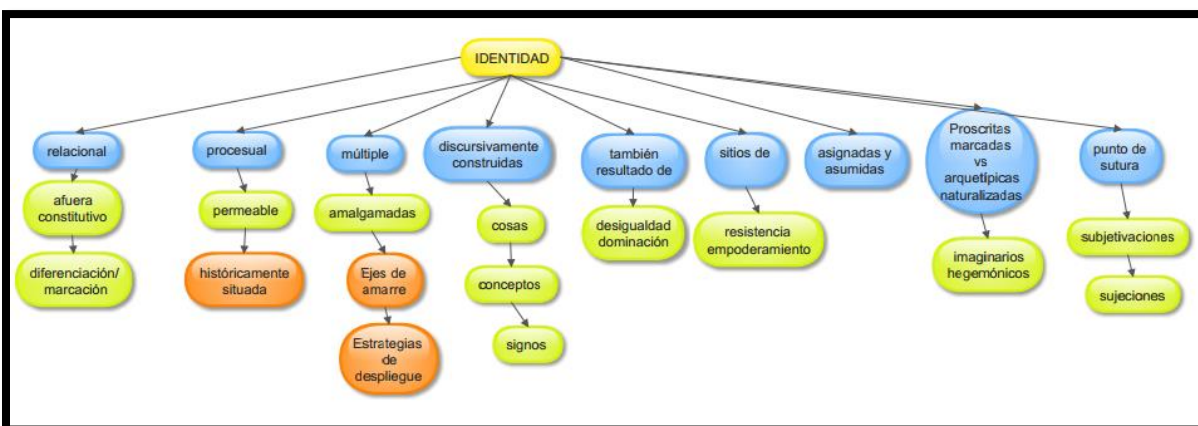 IDENTIDAD
relacional
afuera
constitutivo
diferenciación/
marcación
procesual
permeable
históricamente
situada
múltiple
amalgamadas
Ejes de
amarre
Estrategias
de
despliegue
discursivamente
construidas
cosas
conceptos
signos
también
resultado de
desigualdad
dominación
sitios de
resistencia
empoderamiento
asignadas y
asumidas
Proscritas
marcadas
vs
arquetípicas
naturalizadas
imaginarios
hegemónicos
punto de
sutura
subjetivaciones
sujeciones